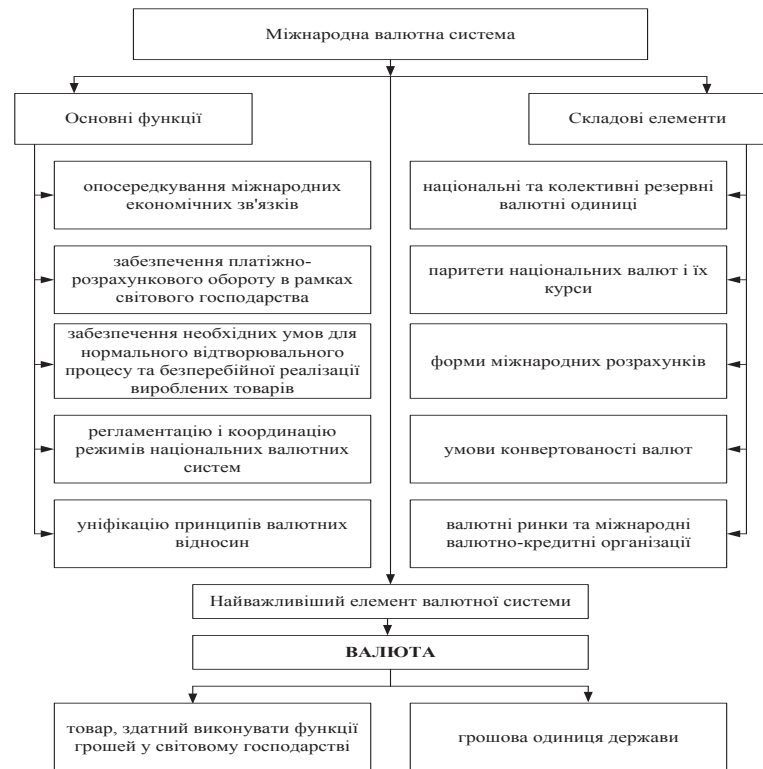 Міжнародна валютна система
Основні функції
Складові елементи
опосередкування міжнародних
економічних зв'язків
забезпечення платіжно-
розрахункового обороту в рамках
світового господарства
забезпечення необхідних умов для
нормального відтворювального
процесу та безперебійної реалізації
вироблених товарів
регламентацію і координацію
режимів національних валютних
систем
уніфікацію принципів валютних
відносин
національні та колективні резервні
валютні одиниці
паритети національних валют і їх
курси
форми міжнародних розрахунків
умови конвертованості валют
валютні ринки та міжнародні
валютно-кредитні організації
Найважливіший елемент валютної системи
ВАЛЮТА
товар, здатний виконувати функції
грошей у світовому господарстві
грошова одиниця держави